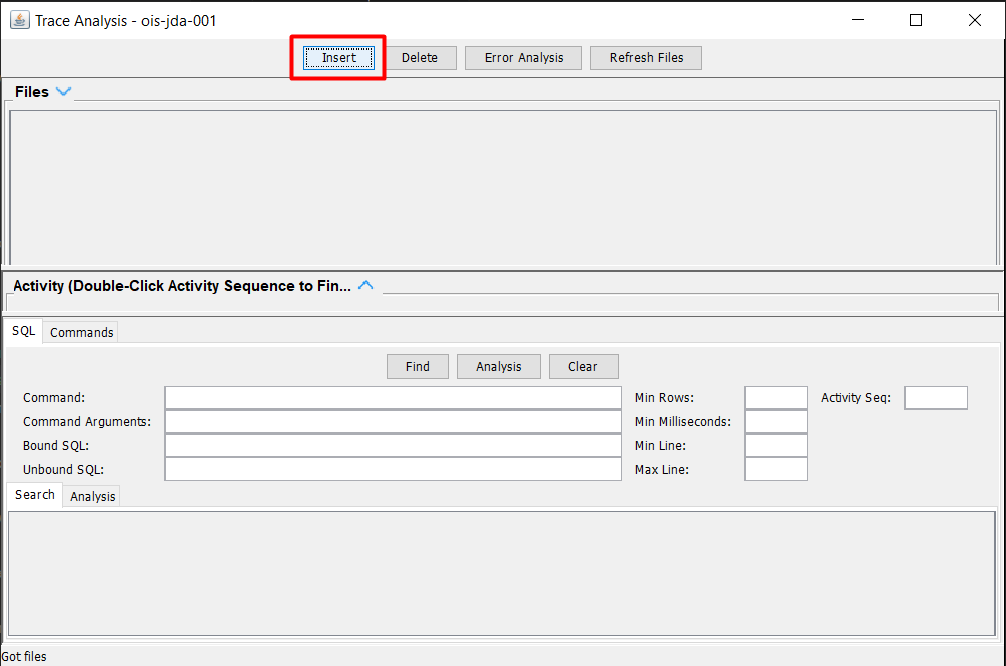 Trace Analysis - ois-jda-001
Insert Delete Error Analysis Refresh Files
Files
Activity (Double-Click Activity Sequence to Fin...
SQL Commands
Find Analysis Clear
Command: Min Rows: Activity Seq:
Command Arguments: Min Milliseconds:
Bound SQL: Min Line:
Unbound SQL: Max Line:
Search Analysis
Got files